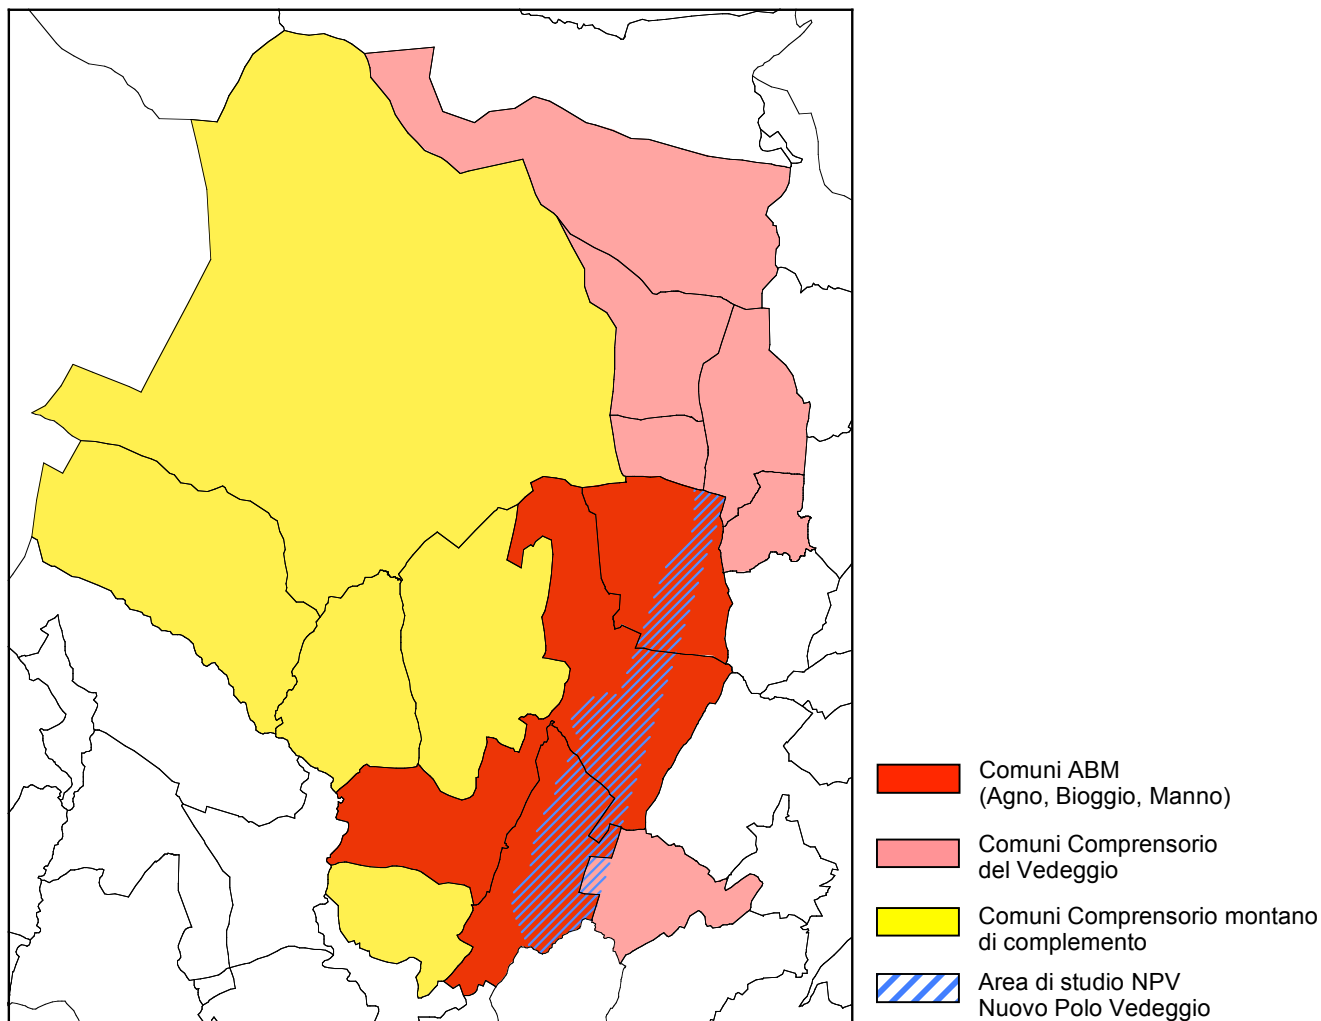 Comuni ABM
(Agno, Bioggio, Manno)
Comuni Comprensorio
del Vedeggio
Comuni Comprensorio montano
di complemento
Area di studio NPV
Nuovo Polo Vedeggio